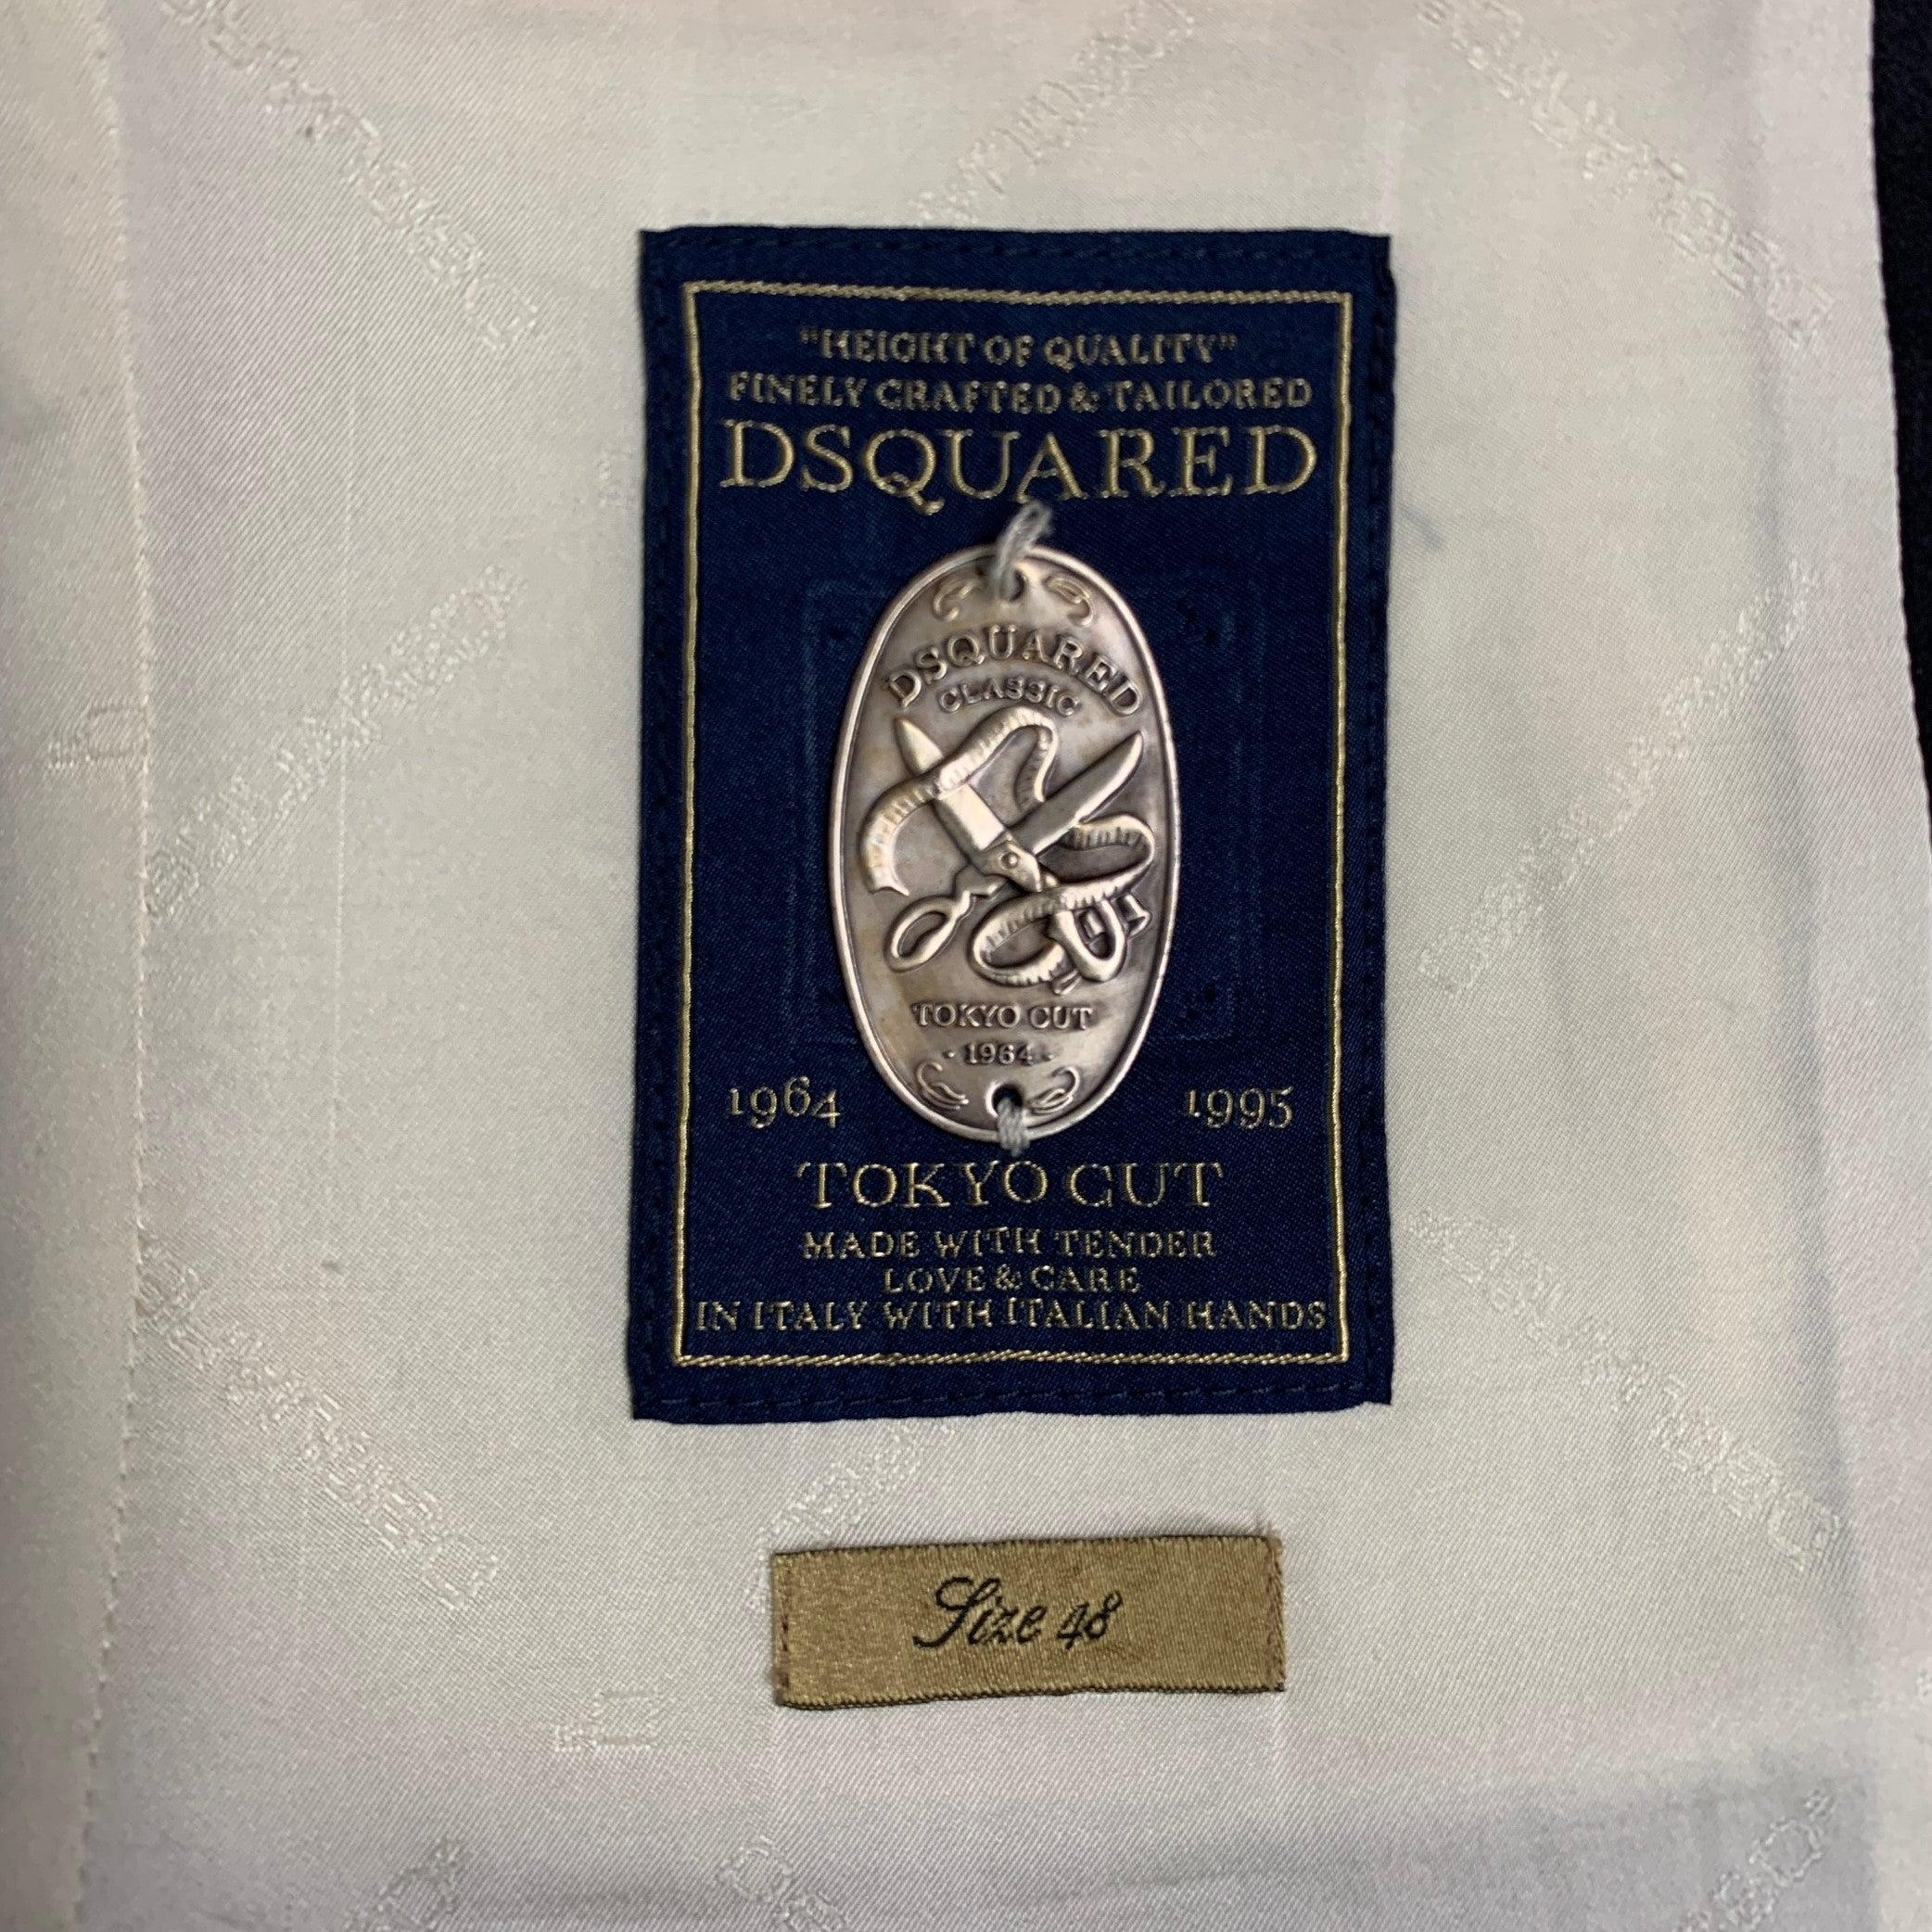 "HEIGHT OF QUALITY"
FINELY CRAFTED & TAILORED
DSQUARED
DSQUARED
CLASSIC
TOKYO CUT
- 1964 -
1964 1995
TOKYO CUT
MADE WITH TENDER
LOVE & CARE
IN ITALY WITH ITALIAN HANDS
Size 48